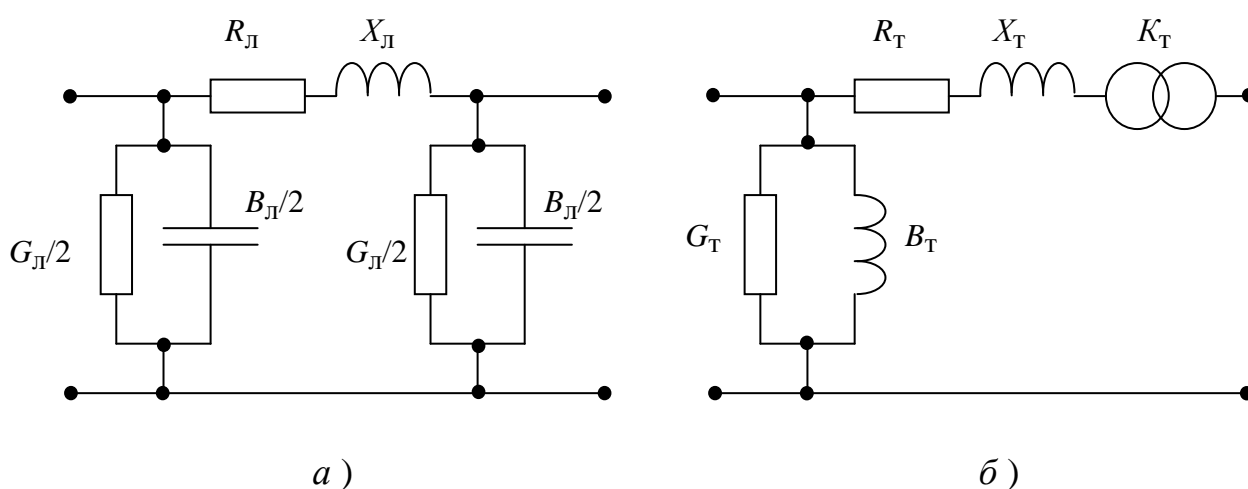 Rл Xл Rт Xт Kт
Bл/2 Bл/2
Gл/2 Gл/2 Gт Bт
а ) б )